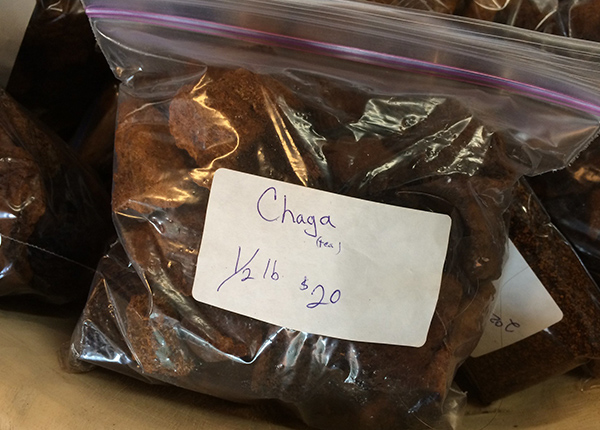 Chaga
(tea)
1/2 lb $20